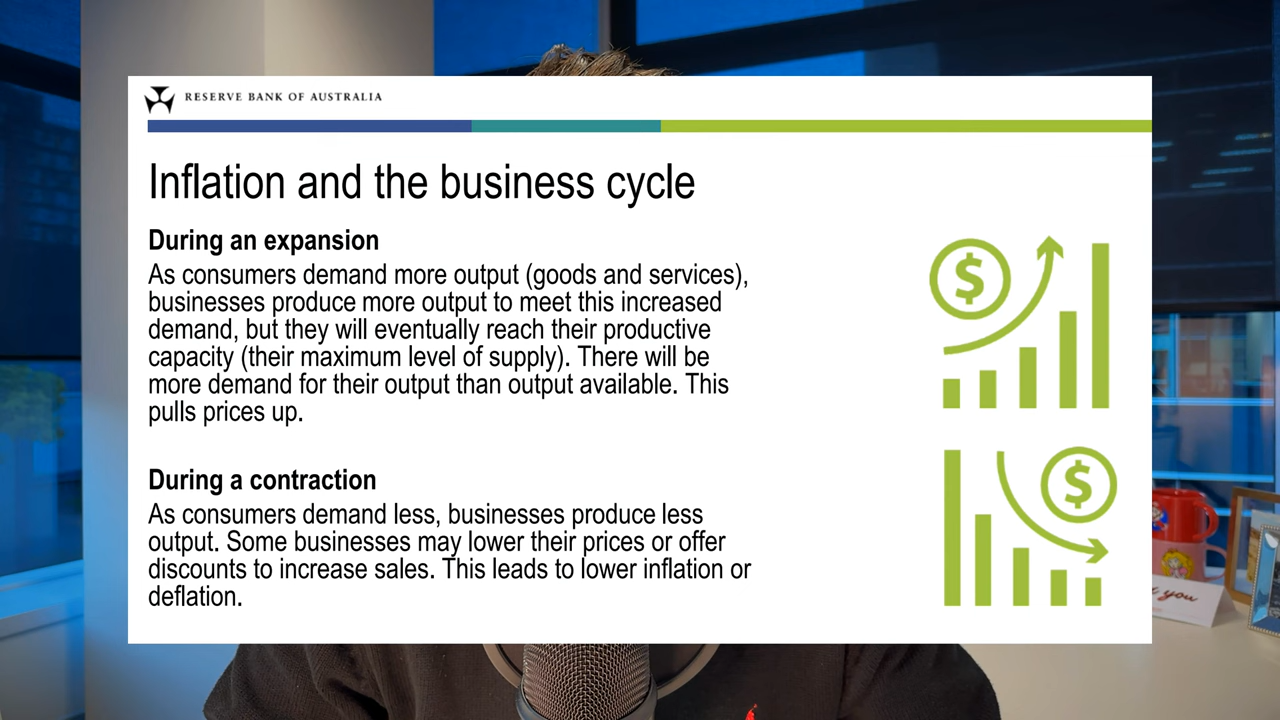 RESERVE BANK OF AUSTRALIA
Inflation and the business cycle
During an expansion
As consumers demand more output (goods and services),
businesses produce more output to meet this increased
demand, but they will eventually reach their productive
capacity (their maximum level of supply). There will be
more demand for their output than output available. This
pulls prices up.
$
During a contraction
As consumers demand less, businesses produce less
output. Some businesses may lower their prices or offer
discounts to increase sales. This leads to lower inflation or
deflation.
$
you